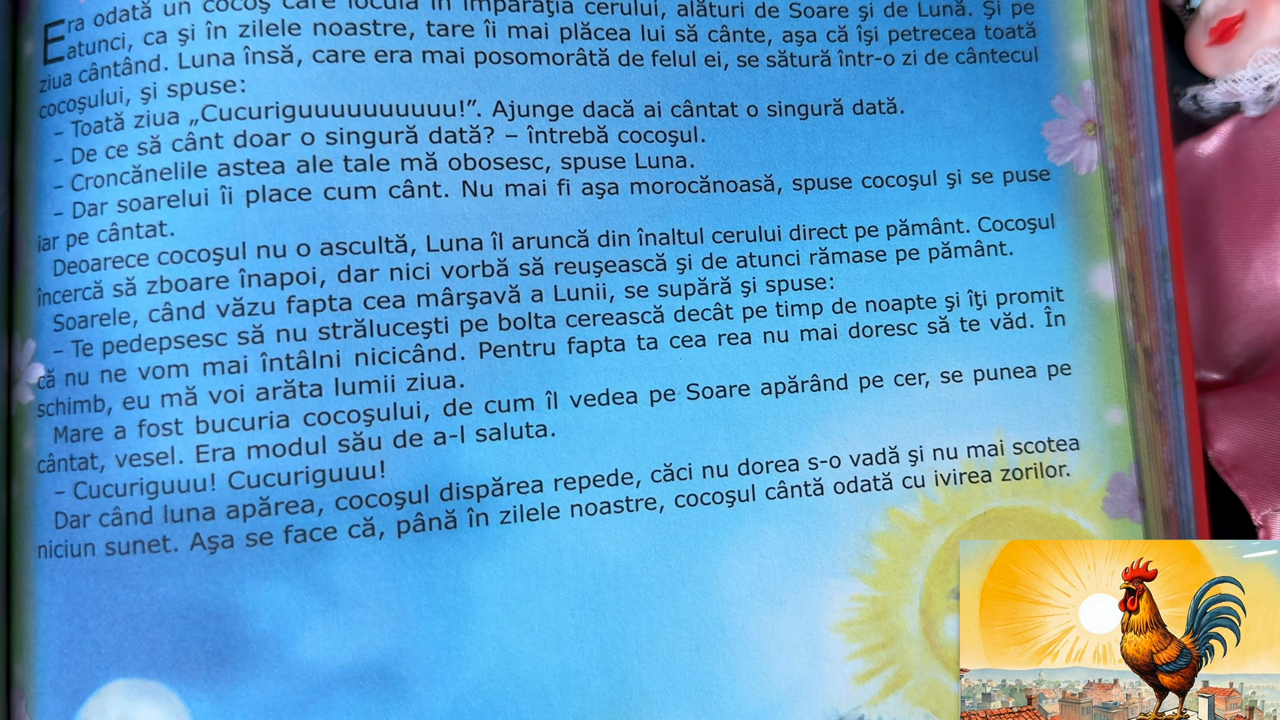 Era odată un cocoş care locuia în împărăţia cerului, alături de Soare şi de Lună. Şi pe
atunci, ca şi în zilele noastre, tare îi mai plăcea lui să cânte, aşa că îşi petrecea toată
ziua cântând. Luna însă, care era mai posomorâtă de felul ei, se sătură într-o zi de cântecul
cocoşului, şi spuse:
– Toată ziua „Cucuriguuuuuuuuuu!”. Ajunge dacă ai cântat o singură dată.
– De ce să cânt doar o singură dată? – întrebă cocoşul.
– Croncănelile astea ale tale mă obosesc, spuse Luna.
– Dar soarelui îi place cum cânt. Nu mai fi aşa morocănoasă, spuse cocoşul şi se puse
iar pe cântat.
Deoarece cocoşul nu o ascultă, Luna îl aruncă din înaltul cerului direct pe pământ. Cocoşul
încercă să zboare înapoi, dar nici vorbă să reuşească şi de atunci rămase pe pământ.
Soarele, când văzu fapta cea mârşavă a Lunii, se supără şi spuse:
– Te pedepsesc să nu străluceşti pe bolta cerească decât pe timp de noapte şi îţi promit
că nu ne vom mai întâlni nicicând. Pentru fapta ta cea rea nu mai doresc să te văd. În
schimb, eu mă voi arăta lumii ziua.
Mare a fost bucuria cocoşului, de cum îl vedea pe Soare apărând pe cer, se punea pe
cântat, vesel. Era modul său de a-l saluta.
– Cucuriguuu! Cucuriguuu!
Dar când luna apărea, cocoşul dispărea repede, căci nu dorea s-o vadă şi nu mai scotea
niciun sunet. Aşa se face că, până în zilele noastre, cocoşul cântă odată cu ivirea zorilor.